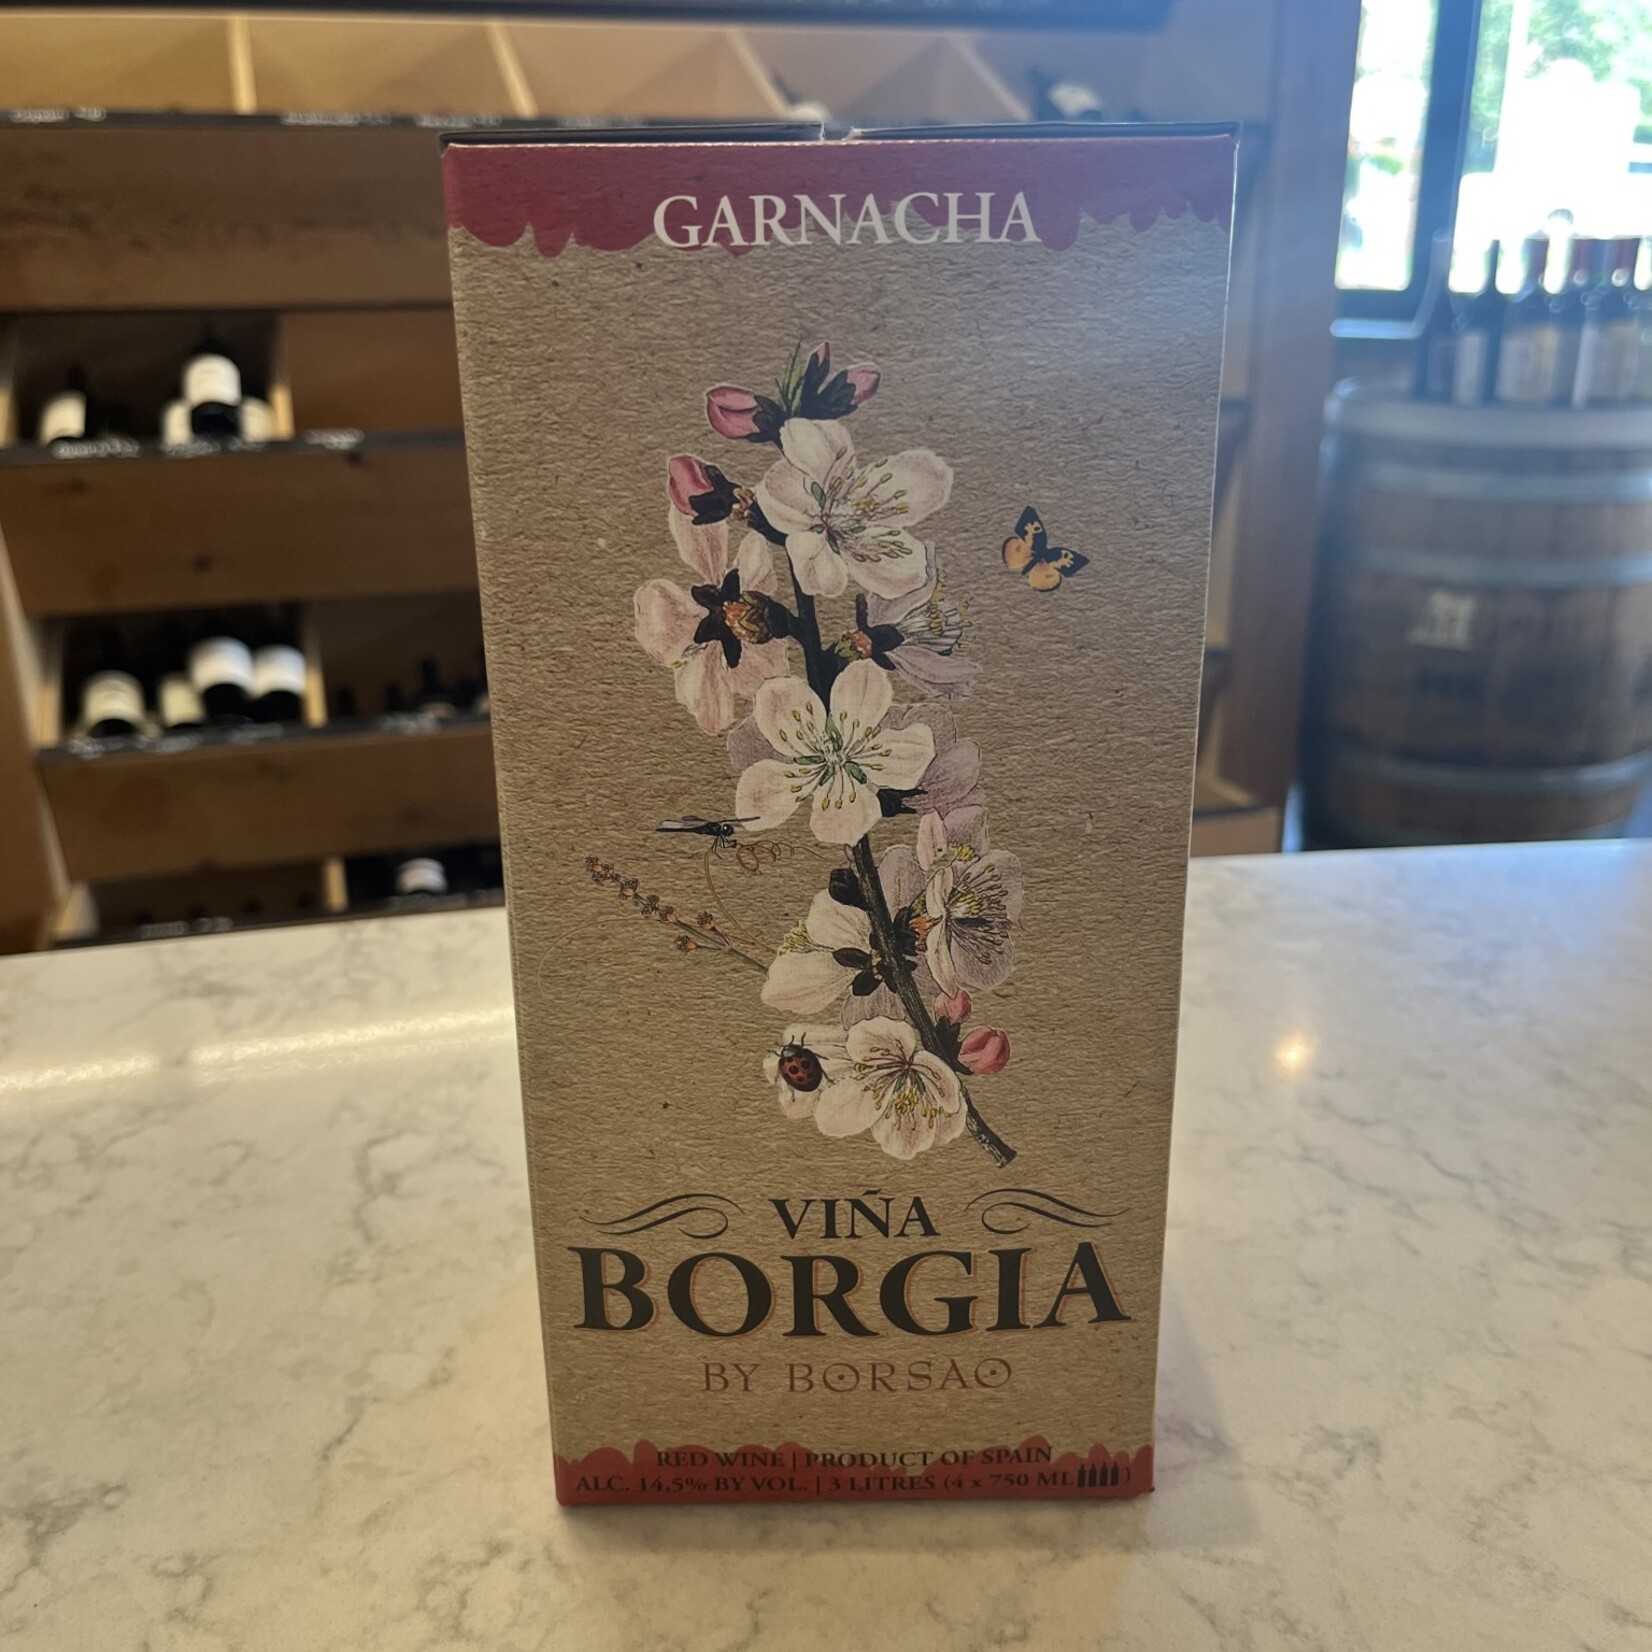 GARNACHA
VIÑA
BORGIA
BY BORSAO
RED WINE | PRODUCT OF SPAIN
ALC. 14,5% BY VOL. | 3 LITRES (4 x 750 ML)